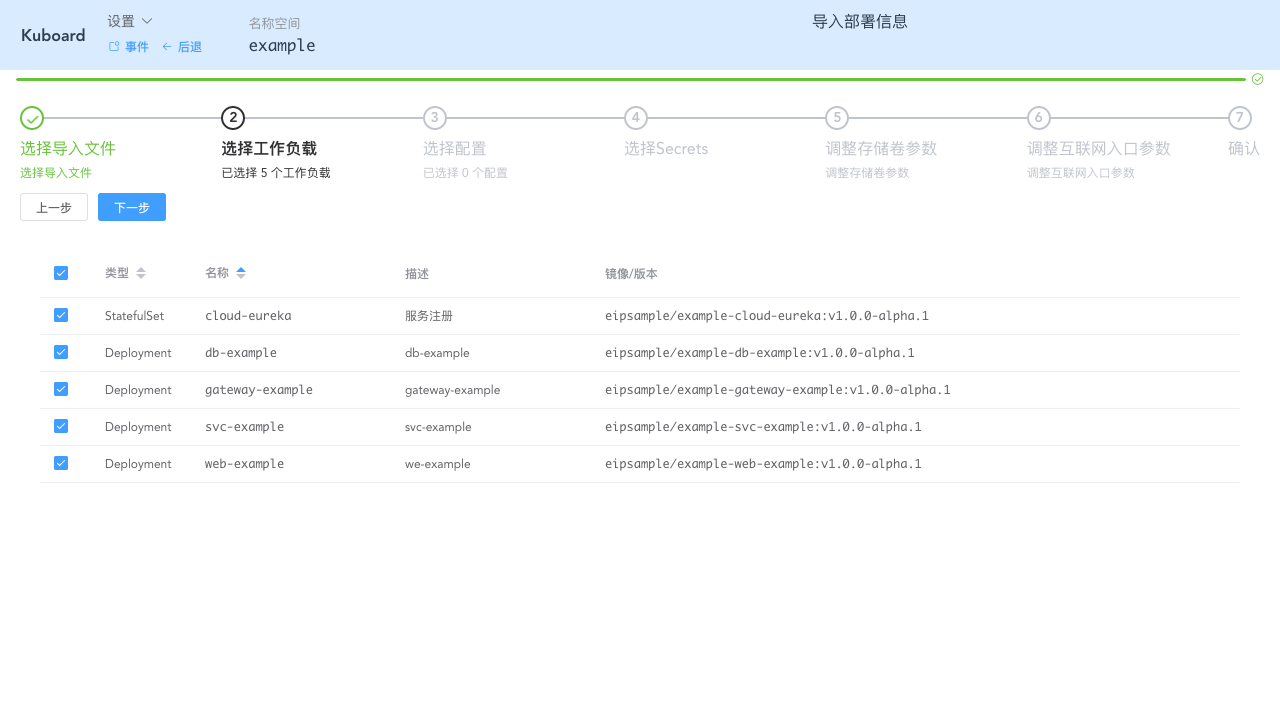 Kuboard
设置
事件 后退
名称空间
example
导入部署信息
2 3 4 5 6 7
选择导入文件 选择工作负载 选择配置 选择Secrets 调整存储卷参数 调整互联网入口参数 确认
选择导入文件 已选择 5 个工作负载 已选择 0 个配置 调整存储卷参数 调整互联网入口参数
上一步 下一步
类型 名称 描述 镜像/版本
StatefulSet cloud-eureka 服务注册 eipsample/example-cloud-eureka:v1.0.0-alpha.1
Deployment db-example db-example eipsample/example-db-example:v1.0.0-alpha.1
Deployment gateway-example gateway-example eipsample/example-gateway-example:v1.0.0-alpha.1
Deployment svc-example svc-example eipsample/example-svc-example:v1.0.0-alpha.1
Deployment web-example we-example eipsample/example-web-example:v1.0.0-alpha.1